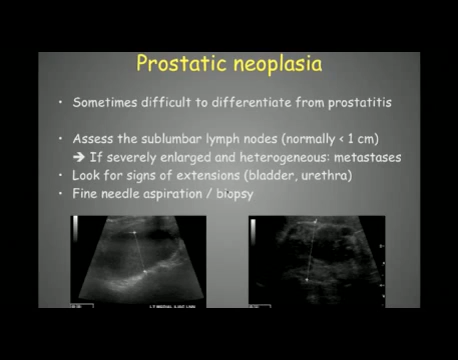 Prostatic neoplasia
• Sometimes difficult to differentiate from prostatitis
• Assess the sublumbar lymph nodes (normally < 1 cm)
➔ If severely enlarged and heterogeneous: metastases
• Look for signs of extensions (bladder, urethra)
• Fine needle aspiration / biopsy